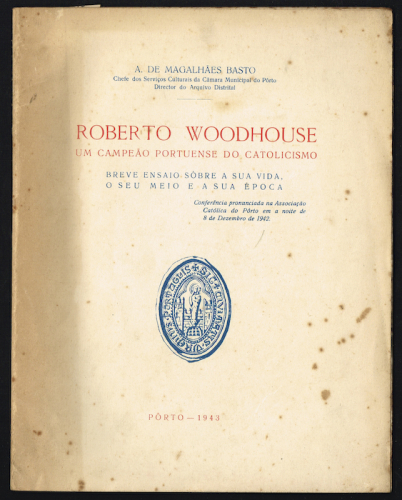 A. DE MAGALHÃES BASTO
Chefe dos Serviços Culturais da Câmara Municipal do Pôrto
Director do Arquivo Distrital
ROBERTO WOODHOUSE
UM CAMPEÃO PORTUENSE DO CATOLICISMO
BREVE ENSAIO SÔBRE A SUA VIDA,
O SEU MEIO E A SUA ÉPOCA
Conferência pronunciada na Associação
Católica do Pôrto em a noite de
8 de Dezembro de 1942.
PÔRTO — 1943